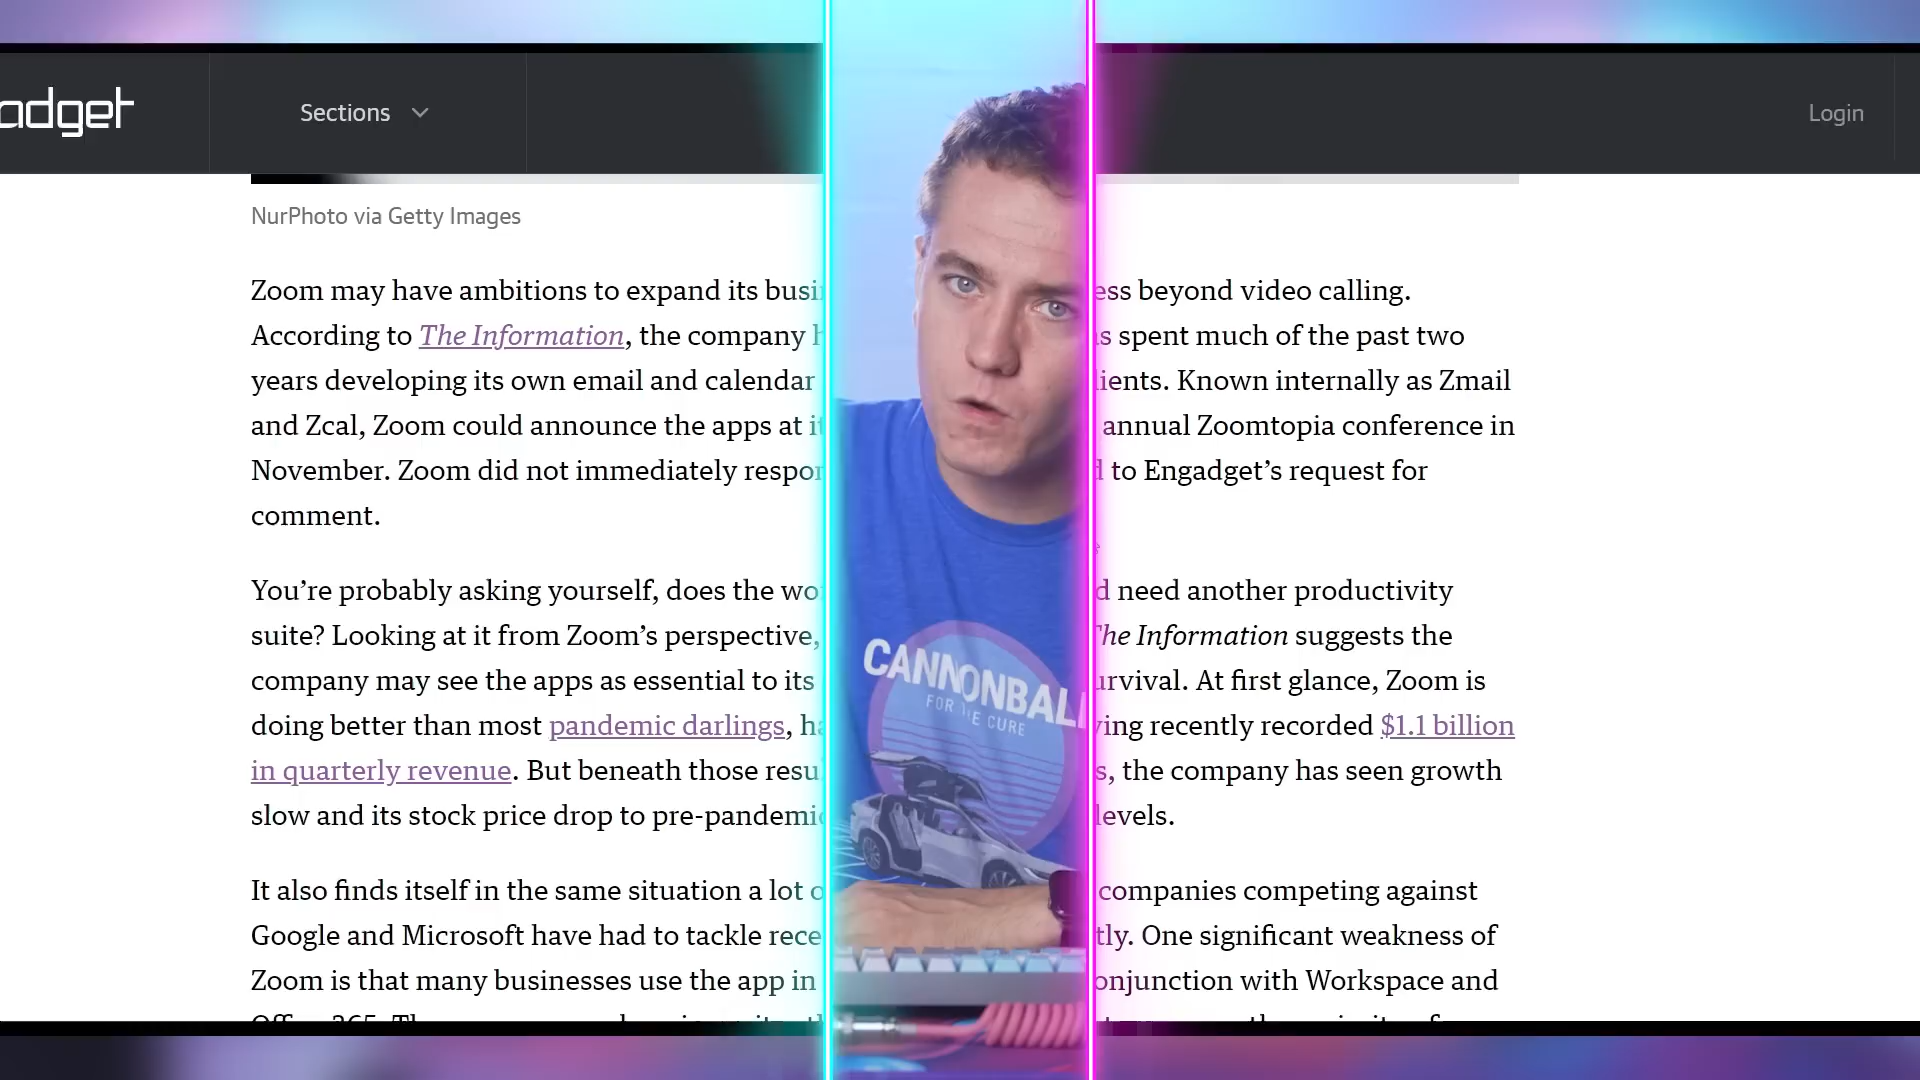 adget
Sections
Login
NurPhoto via Getty Images
Zoom may have ambitions to expand its busi ess beyond video calling.
According to The Information, the company h s spent much of the past two
years developing its own email and calendar lients. Known internally as Zmail
and Zcal, Zoom could announce the apps at it annual Zoomtopia conference in
November. Zoom did not immediately respon d to Engadget’s request for
comment.
You’re probably asking yourself, does the wo d need another productivity
suite? Looking at it from Zoom’s perspective, The Information suggests the
company may see the apps as essential to its urvival. At first glance, Zoom is
doing better than most pandemic darlings, ha ving recently recorded $1.1 billion
in quarterly revenue. But beneath those resu s, the company has seen growth
slow and its stock price drop to pre-pandemic levels.
It also finds itself in the same situation a lot o companies competing against
Google and Microsoft have had to tackle rece tly. One significant weakness of
Zoom is that many businesses use the app in onjunction with Workspace and
CANNONBALL
FOR THE CURE